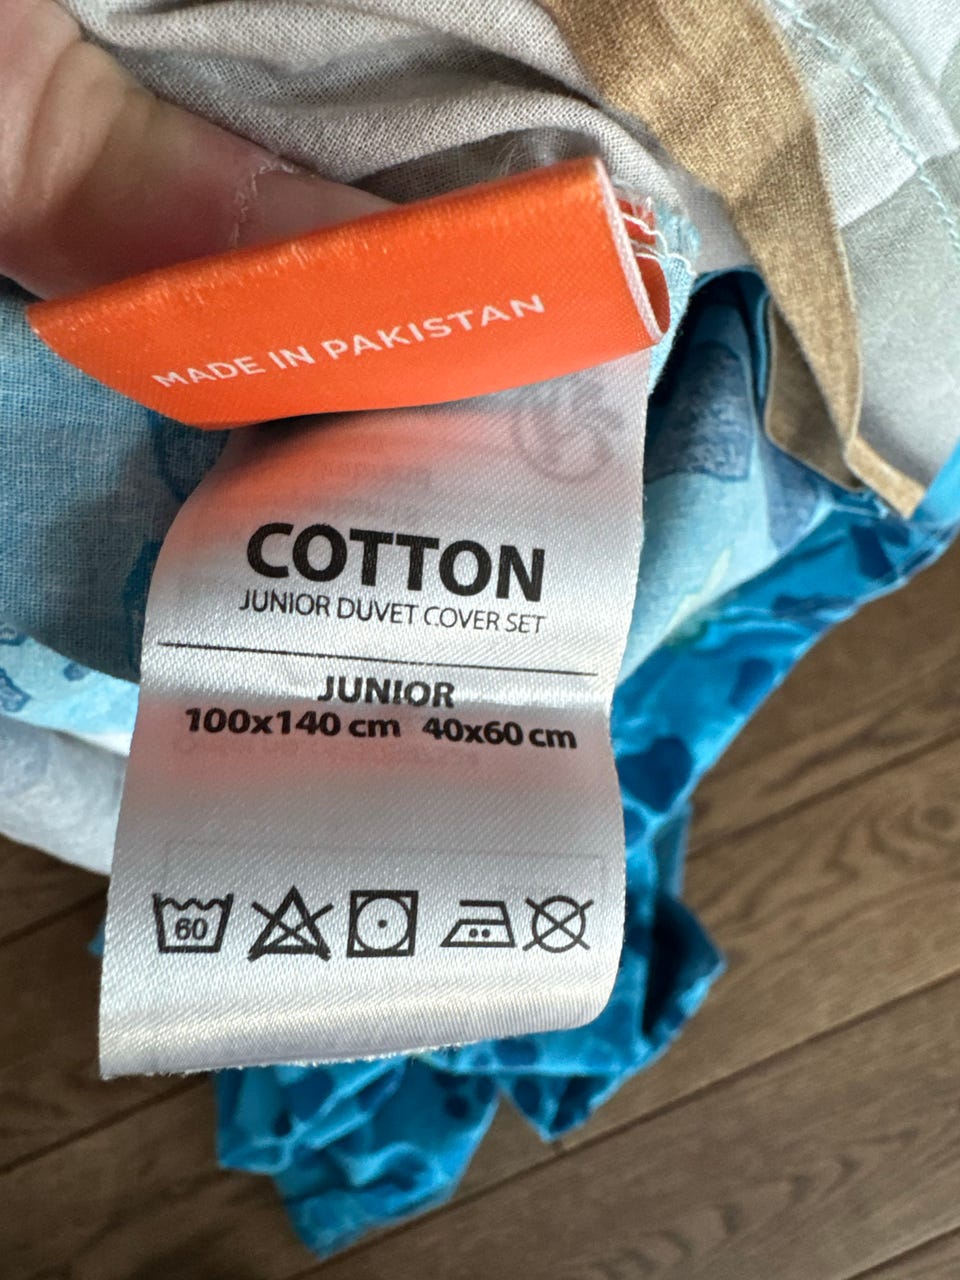 MADE IN PAKISTAN
COTTON
JUNIOR DUVET COVER SET
JUNIOR
100x140 cm 40x60 cm
60